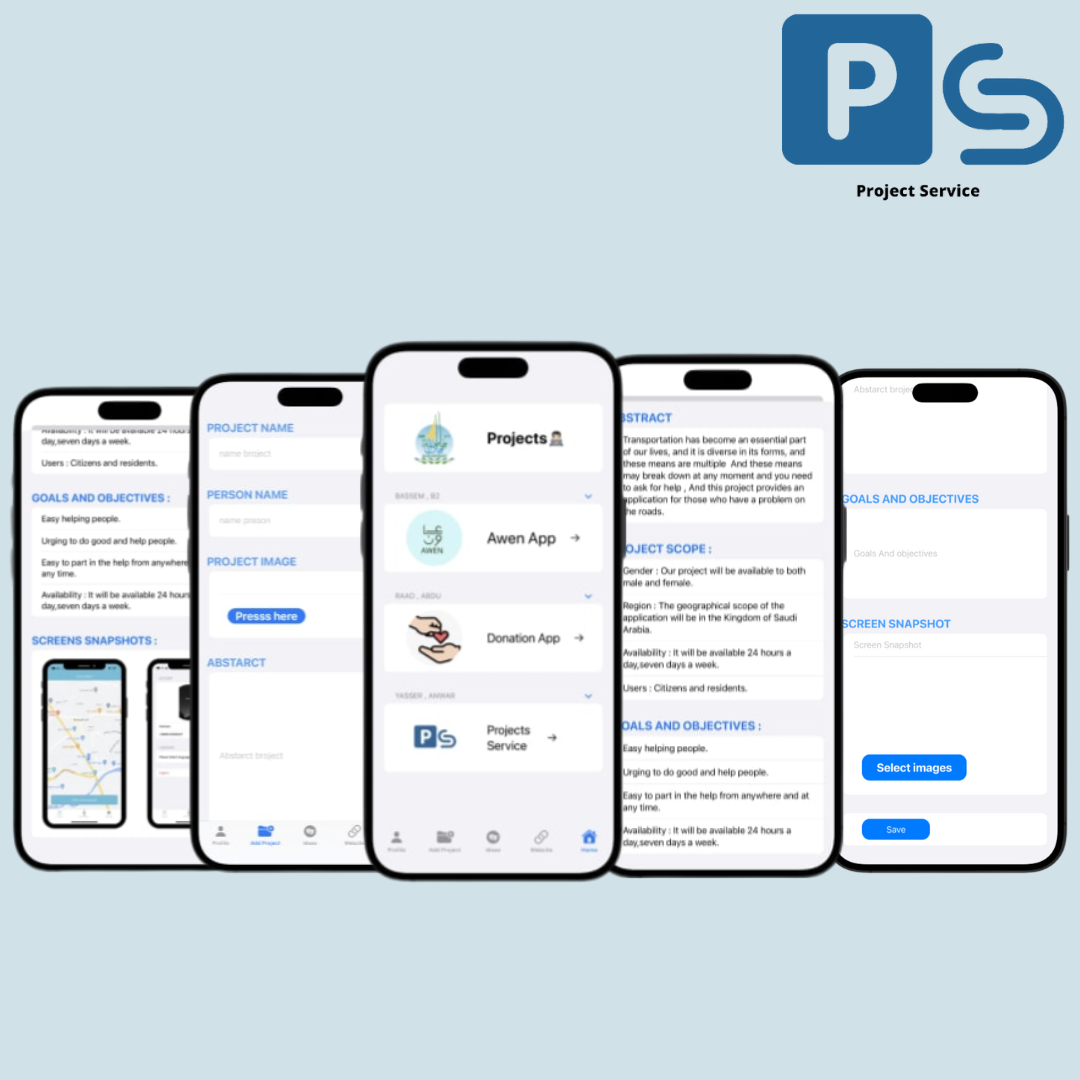 PS
Project Service
Availability : It will be available 24 hours
day,seven days a week.
Users : Citizens and residents.
GOALS AND OBJECTIVES :
Easy helping people.
Urging to do good and help people.
Easy to part in the help from anywhere
any time.
Availability : It will be available 24 hours
day,seven days a week.
SCREENS SNAPSHOTS :
PROJECT NAME
name broject
PERSON NAME
name preson
PROJECT IMAGE
Presss here
ABSTARCT
Abstarct broject
Profile
Add Project
News
Website
Projects
BASSEM , B2
عــــــــا
ون
AWEN
Awen App
RAAD , ABDU
Donation App
YASSER , ANWAR
PS
Projects
Service
Profile
Add Project
News
Website
Home
BSTRACT
Transportation has become an essential part
of our lives, and it is diverse in its forms, and
these means are multiple And these means
may break down at any moment and you need
to ask for help , And this project provides an
application for those who have a problem on
the roads.
OJECT SCOPE :
Gender : Our project will be available to both
male and female.
Region : The geographical scope of the
application will be in the Kingdom of Saudi
Arabia.
Availability : It will be available 24 hours a
day,seven days a week.
Users : Citizens and residents.
OALS AND OBJECTIVES :
Easy helping people.
Urging to do good and help people.
Easy to part in the help from anywhere and at
any time.
Availability : It will be available 24 hours a
day,seven days a week.
Abstarct broje
GOALS AND OBJECTIVES
Goals And objectives
SCREEN SNAPSHOT
Screen Snapshot
Select images
Save